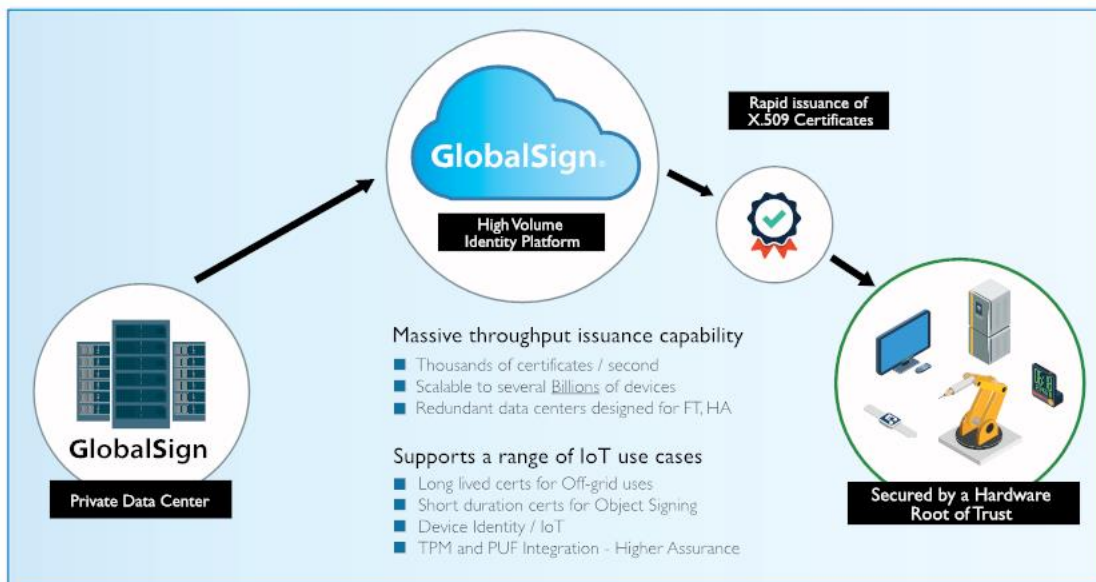 GlobalSign.
High Volume
Identity Platform
Rapid issuance of
X.509 Certificates
GlobalSign
Private Data Center
Massive throughput issuance capability
Thousands of certificates / second
Scalable to several Billions of devices
Redundant data centers designed for FT, HA
Supports a range of IoT use cases
Long lived certs for Off-grid uses
Short duration certs for Object Signing
Device Identity / IoT
TPM and PUF Integration - Higher Assurance
Secured by a Hardware
Root of Trust